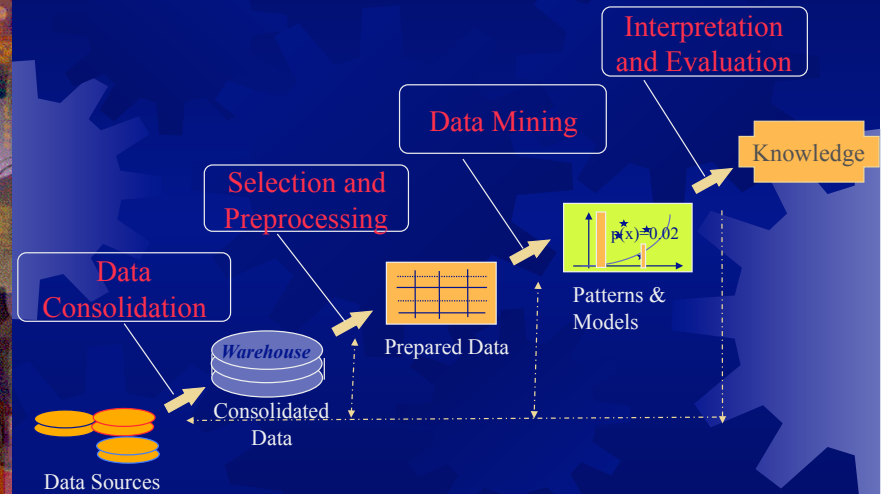 Interpretation
and Evaluation
Data Mining
Knowledge
Selection and
Preprocessing
p(x)=0.02
Data
Consolidation
Patterns &
Models
Warehouse
Prepared Data
Consolidated
Data
Data Sources